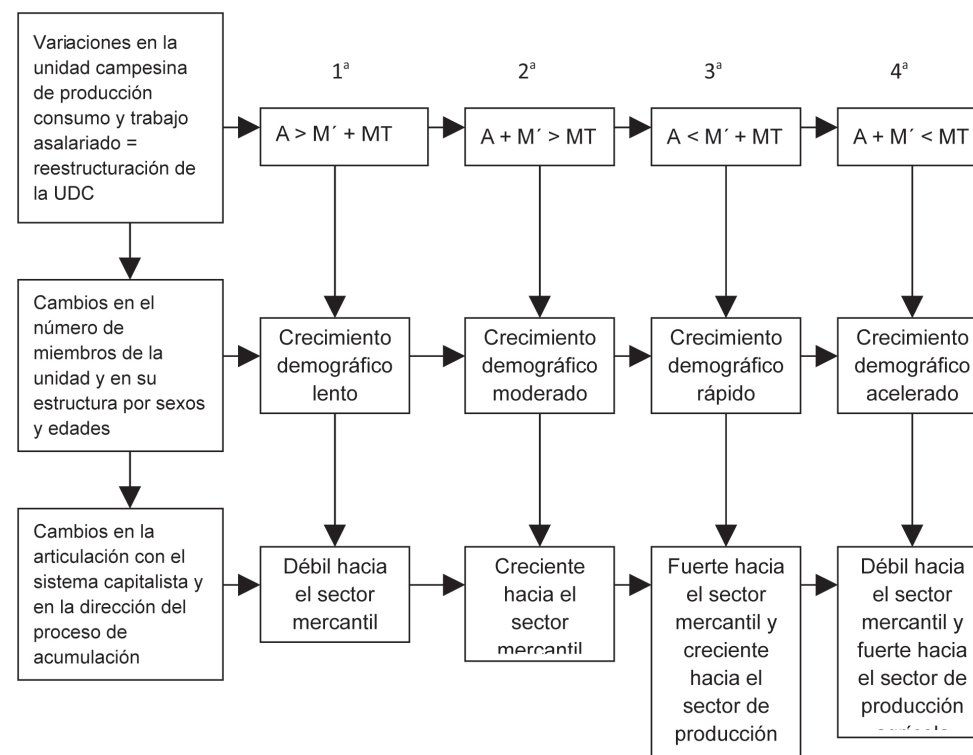 Variaciones en la
unidad campesina
de producción
consumo y trabajo
asalariado =
reestructuración de
la UDC
1ª
2ª
3ª
4ª
A > M´ + MT
A + M´ > MT
A < M´ + MT
A + M´ < MT
Cambios en el
número de
miembros de la
unidad y en su
estructura por sexos
y edades
Crecimiento
demográfico
lento
Crecimiento
demográfico
moderado
Crecimiento
demográfico
rápido
Crecimiento
demográfico
acelerado
Cambios en la
articulación con el
sistema capitalista y
en la dirección del
proceso de
acumulación
Débil hacia
el sector
mercantil
Creciente
hacia el
sector
mercantil
Fuerte hacia
el sector
mercantil y
creciente
hacia el
sector de
producción
Débil hacia
el sector
mercantil y
fuerte hacia
el sector de
producción